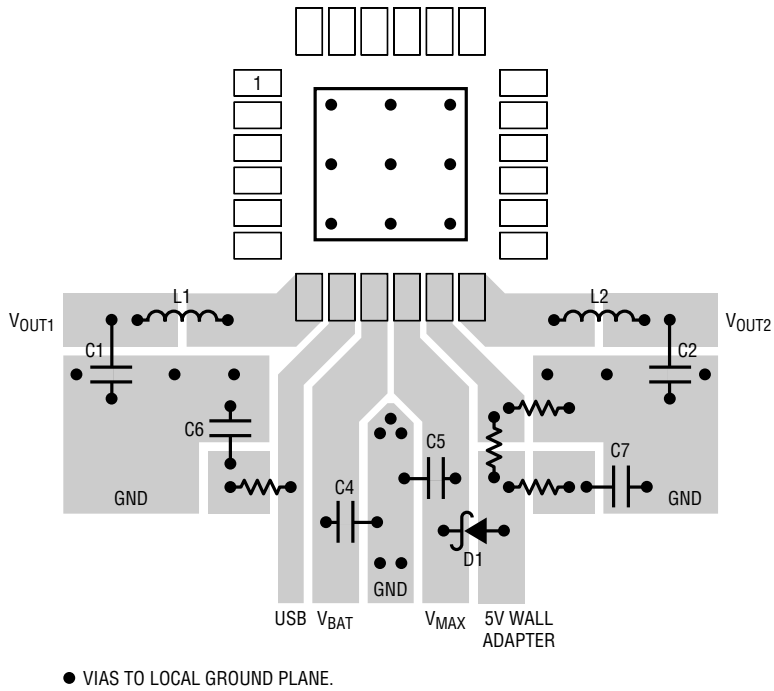 1
L1
L2
VOUT1
VOUT2
C1
C2
C6
C5
C7
C4
GND
GND
D1
GND
USB
VBAT
VMAX
5V WALL
ADAPTER
● VIAS TO LOCAL GROUND PLANE.